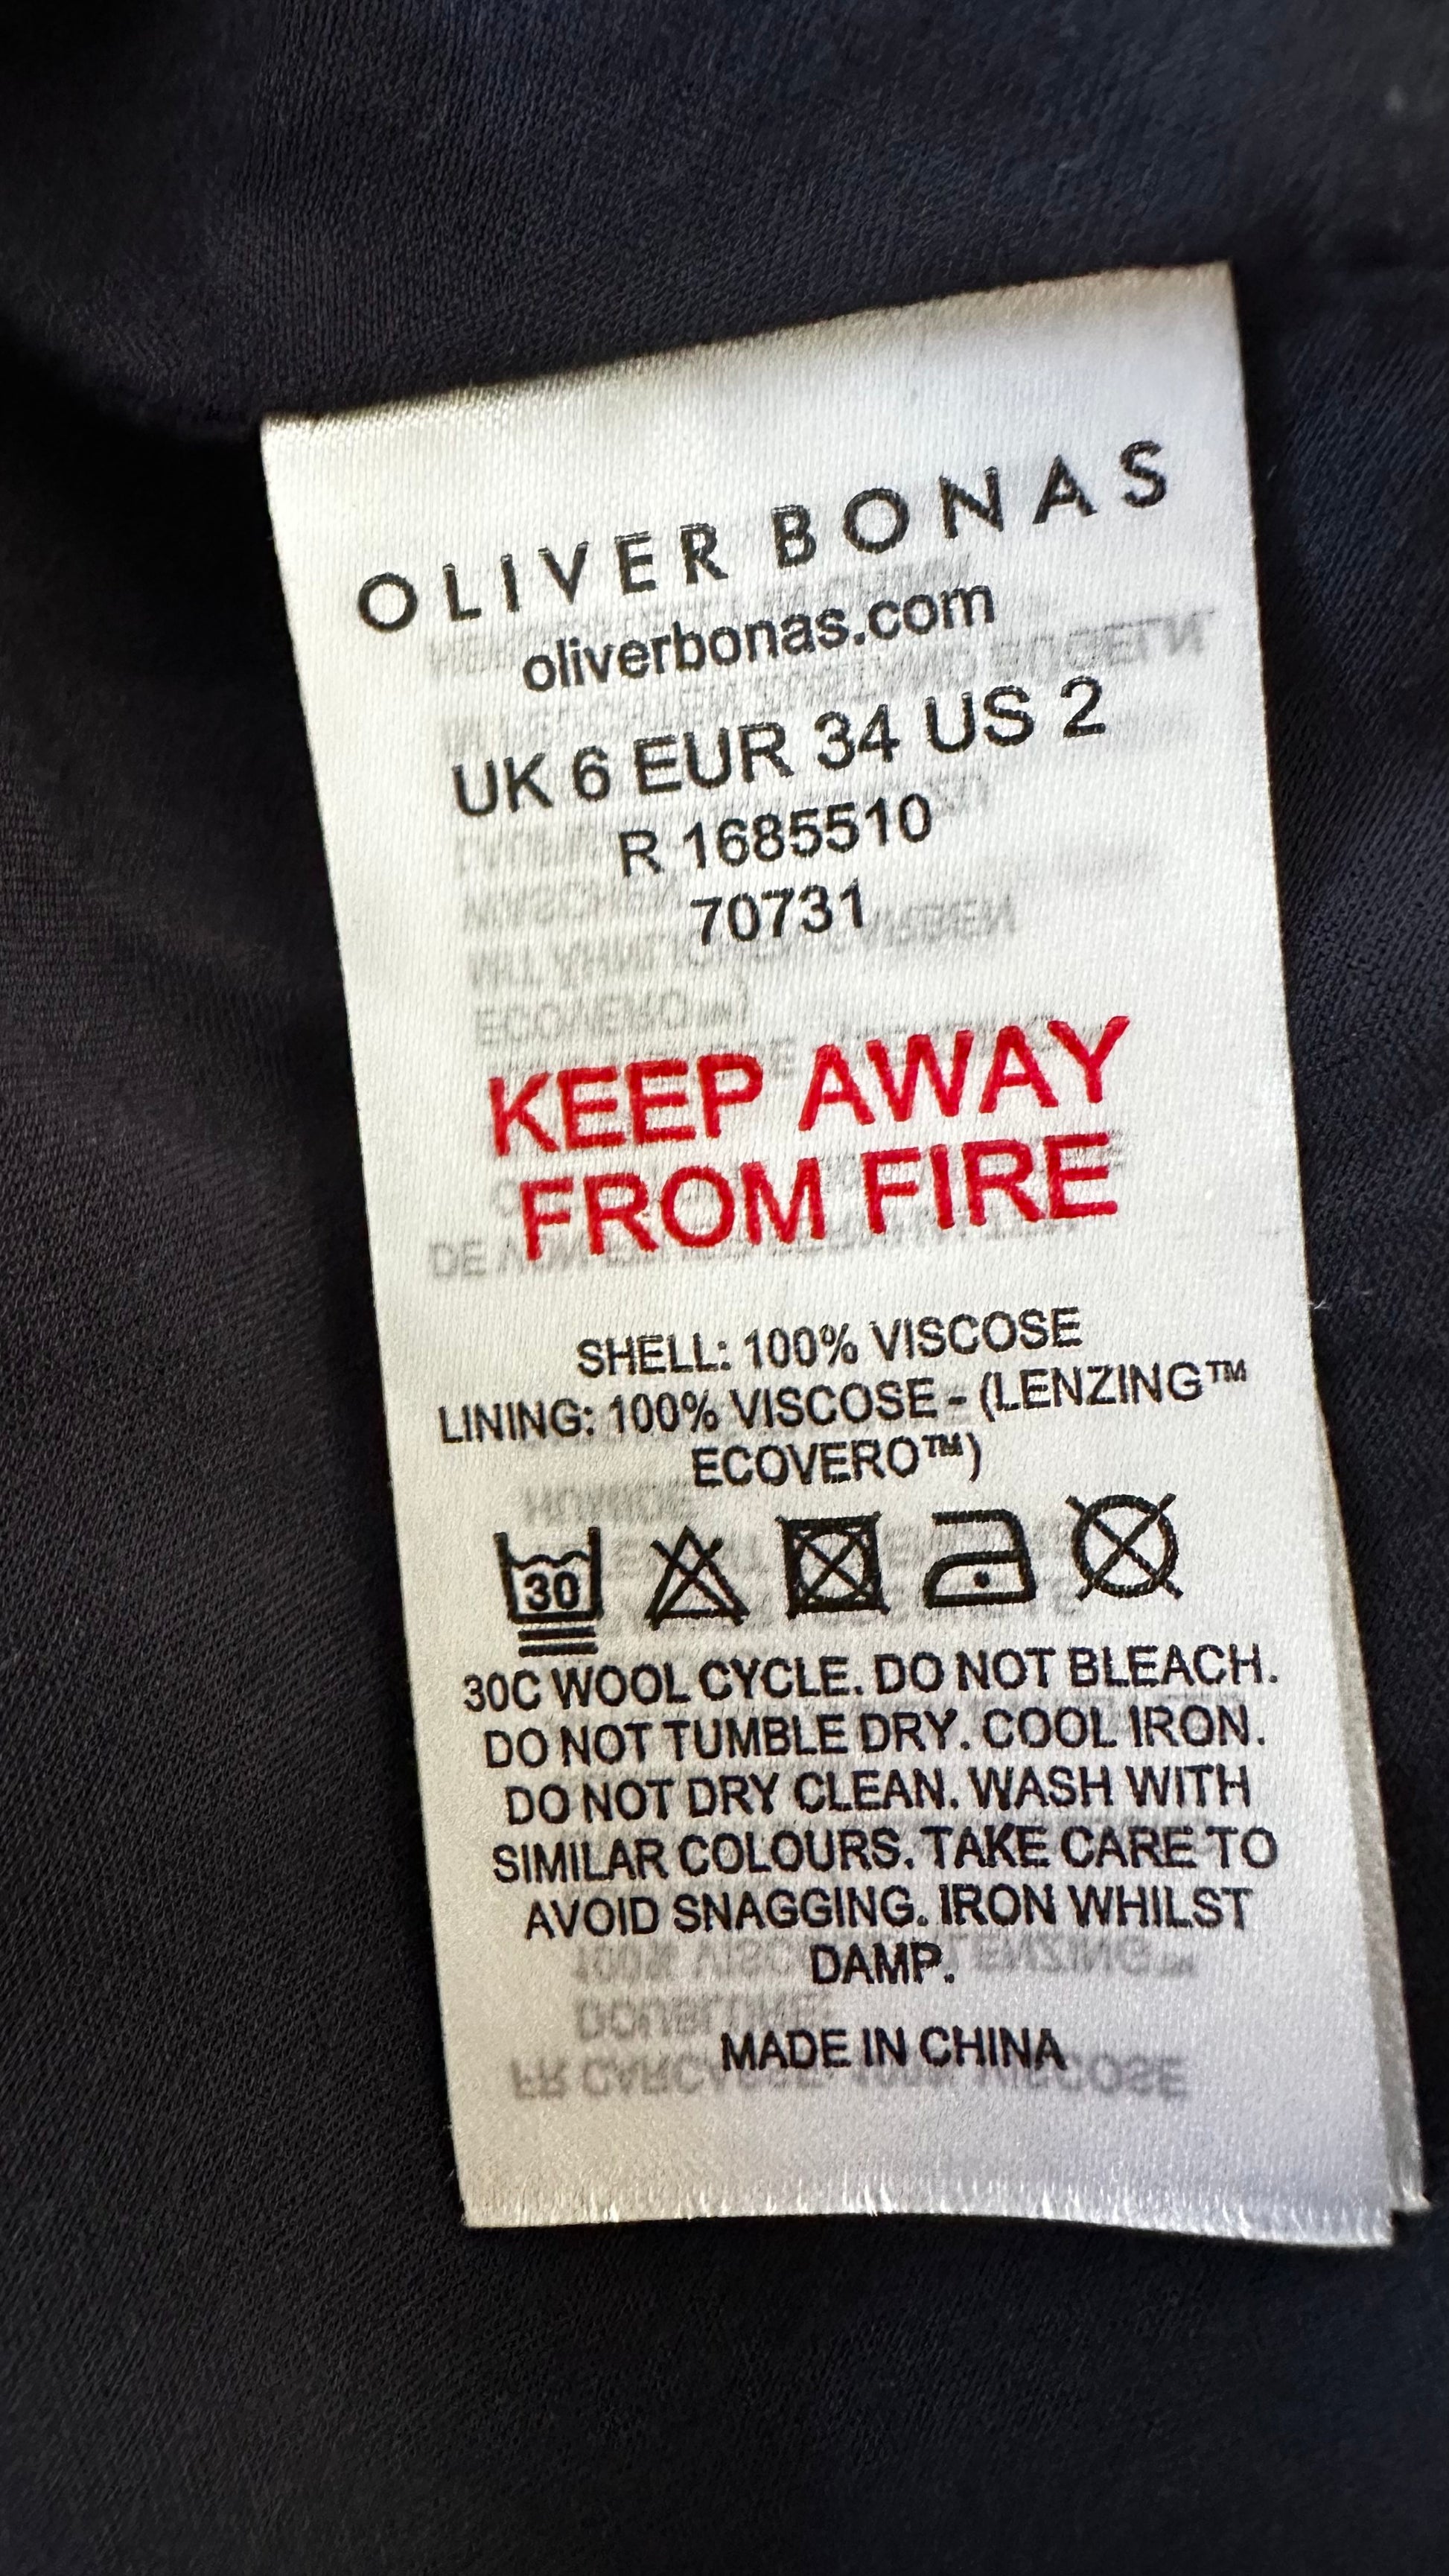 OLIVER BONAS
oliverbonas.com
UK 6 EUR 34 US 2
R 1685510
70731
KEEP AWAY
FROM FIRE
SHELL: 100% VISCOSE
LINING: 100% VISCOSE - (LENZING™
ECOVERO™)
30
30C WOOL CYCLE. DO NOT BLEACH.
DO NOT TUMBLE DRY. COOL IRON.
DO NOT DRY CLEAN. WASH WITH
SIMILAR COLOURS. TAKE CARE TO
AVOID SNAGGING. IRON WHILST
DAMP.
MADE IN CHINA